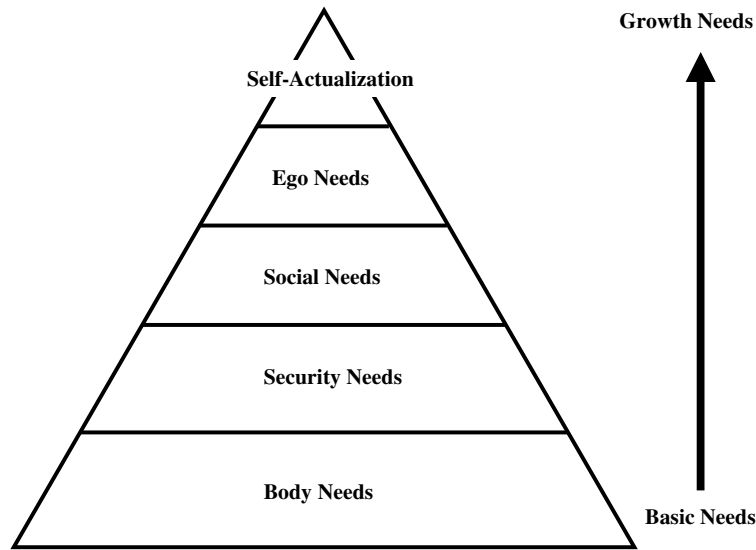 Growth Needs
Self-Actualization
Ego Needs
Social Needs
Security Needs
Body Needs
Basic Needs